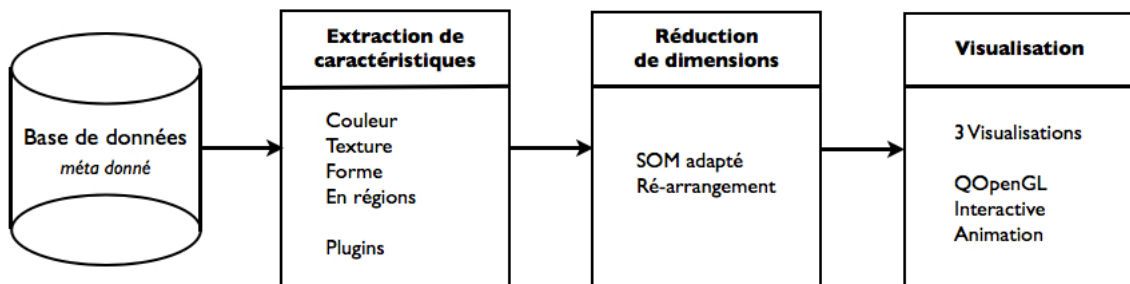 Base de données
méta donné
Extraction de
caractéristiques
Couleur
Texture
Forme
En régions
Plugins
Réduction
de dimensions
SOM adapté
Ré-arrangement
Visualisation
3 Visualisations
QOpenGL
Interactive
Animation